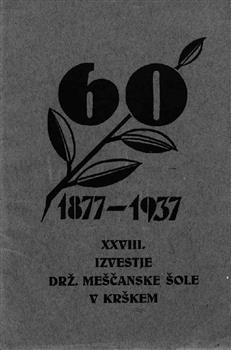 60
1877-1937
XXVIII.
IZVESTJE
DRŽ. MEŠČANSKE ŠOLE
V KRŠKEM